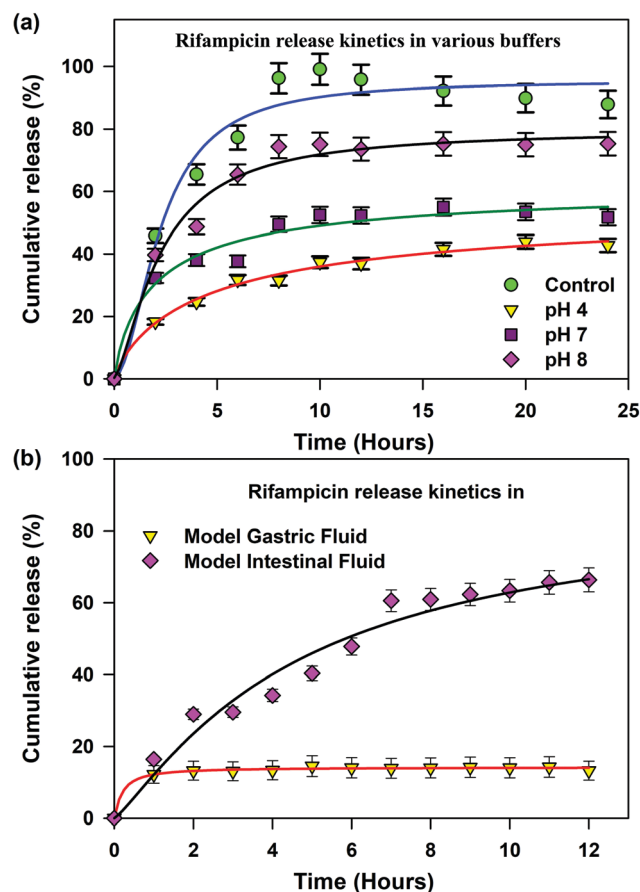 (a)
Rifampicin release kinetics in various buffers
Cumulative release (%)
100
80
60
40
20
0
Control
pH 4
pH 7
pH 8
0 5 10 15 20 25
Time (Hours)
(b)
Rifampicin release kinetics in
Model Gastric Fluid
Model Intestinal Fluid
Cumulative release (%)
100
80
60
40
20
0
0 2 4 6 8 10 12
Time (Hours)